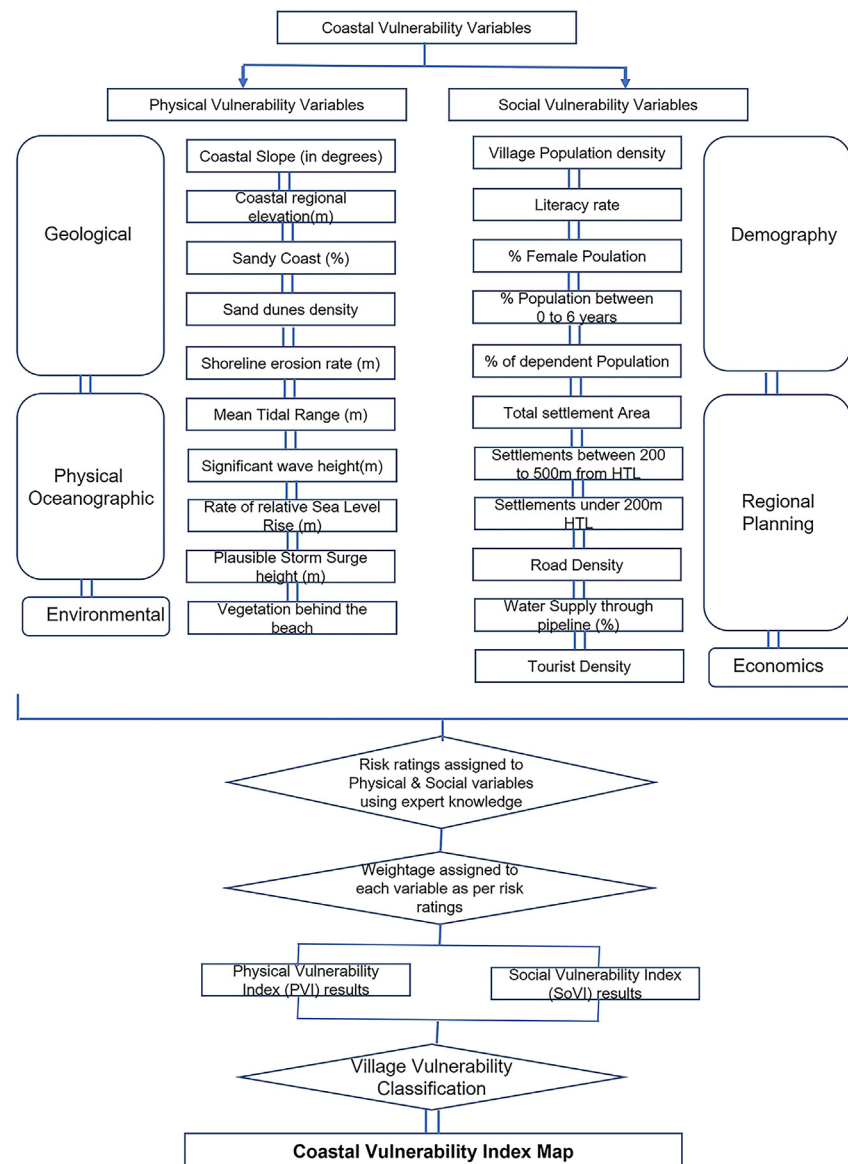 Coastal Vulnerability Variables
Physical Vulnerability Variables
Social Vulnerability Variables
Geological
Physical
Oceanographic
Environmental
Coastal Slope (in degrees)
Coastal regional
elevation(m)
Sandy Coast (%)
Sand dunes density
Shoreline erosion rate (m)
Mean Tidal Range (m)
Significant wave height(m)
Rate of relative Sea Level
Rise (m)
Plausible Storm Surge
height (m)
Vegetation behind the
beach
Village Population density
Literacy rate
% Female Poulation
% Population between
0 to 6 years
% of dependent Population
Total settlement Area
Settlements between 200
to 500m from HTL
Settlements under 200m
HTL
Road Density
Water Supply through
pipeline (%)
Tourist Density
Demography
Regional
Planning
Economics
Risk ratings assigned to
Physical & Social variables
using expert knowledge
Weightage assigned to
each variable as per risk
ratings
Physical Vulnerability
Index (PVI) results
Social Vulnerability Index
(SoVI) results
Village Vulnerability
Classification
Coastal Vulnerability Index Map